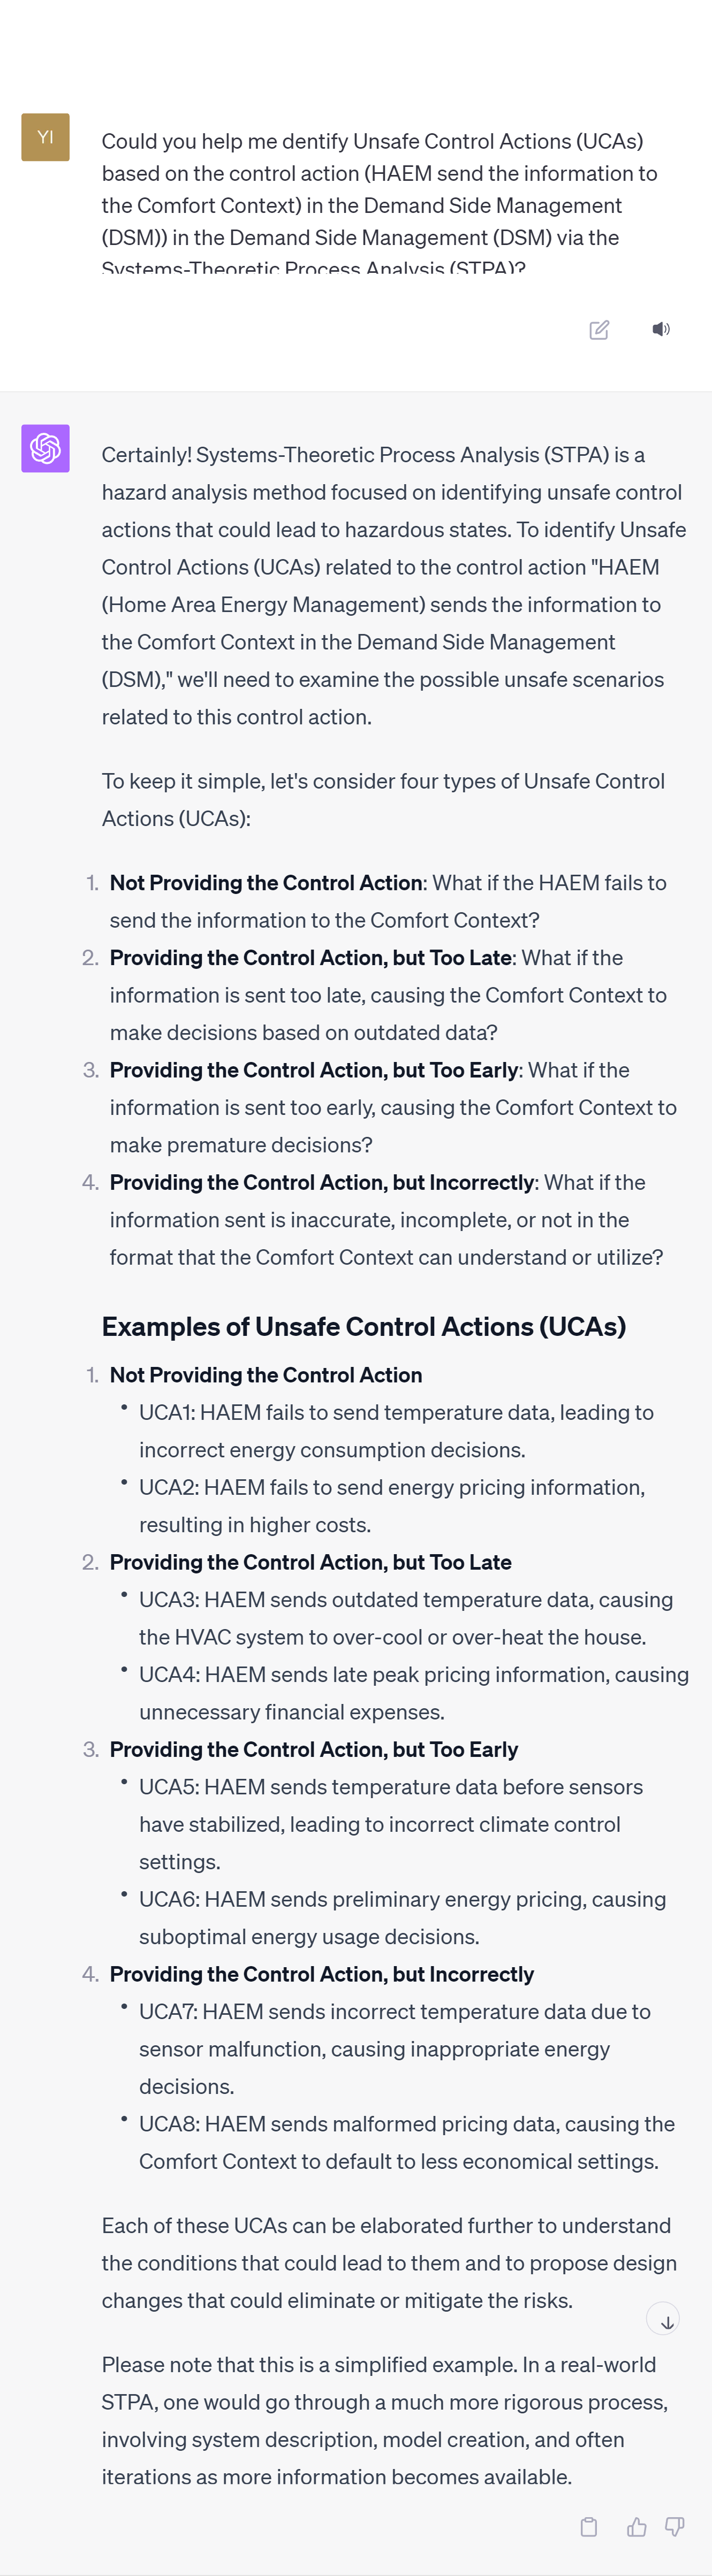 YI
Could you help me dentify Unsafe Control Actions (UCAs)
based on the control action (HAEM send the information to
the Comfort Context) in the Demand Side Management
(DSM)) in the Demand Side Management (DSM) via the
Systems-Theoretic Process Analysis (STPA)?
Certainly! Systems-Theoretic Process Analysis (STPA) is a
hazard analysis method focused on identifying unsafe control
actions that could lead to hazardous states. To identify Unsafe
Control Actions (UCAs) related to the control action "HAEM
(Home Area Energy Management) sends the information to
the Comfort Context in the Demand Side Management
(DSM)," we'll need to examine the possible unsafe scenarios
related to this control action.
To keep it simple, let's consider four types of Unsafe Control
Actions (UCAs):
1. Not Providing the Control Action: What if the HAEM fails to
send the information to the Comfort Context?
2. Providing the Control Action, but Too Late: What if the
information is sent too late, causing the Comfort Context to
make decisions based on outdated data?
3. Providing the Control Action, but Too Early: What if the
information is sent too early, causing the Comfort Context to
make premature decisions?
4. Providing the Control Action, but Incorrectly: What if the
information sent is inaccurate, incomplete, or not in the
format that the Comfort Context can understand or utilize?
Examples of Unsafe Control Actions (UCAs)
1. Not Providing the Control Action
• UCA1: HAEM fails to send temperature data, leading to
incorrect energy consumption decisions.
• UCA2: HAEM fails to send energy pricing information,
resulting in higher costs.
2. Providing the Control Action, but Too Late
• UCA3: HAEM sends outdated temperature data, causing
the HVAC system to over-cool or over-heat the house.
• UCA4: HAEM sends late peak pricing information, causing
unnecessary financial expenses.
3. Providing the Control Action, but Too Early
• UCA5: HAEM sends temperature data before sensors
have stabilized, leading to incorrect climate control
settings.
• UCA6: HAEM sends preliminary energy pricing, causing
suboptimal energy usage decisions.
4. Providing the Control Action, but Incorrectly
• UCA7: HAEM sends incorrect temperature data due to
sensor malfunction, causing inappropriate energy
decisions.
• UCA8: HAEM sends malformed pricing data, causing the
Comfort Context to default to less economical settings.
Each of these UCAs can be elaborated further to understand
the conditions that could lead to them and to propose design
changes that could eliminate or mitigate the risks.
Please note that this is a simplified example. In a real-world
STPA, one would go through a much more rigorous process,
involving system description, model creation, and often
iterations as more information becomes available.